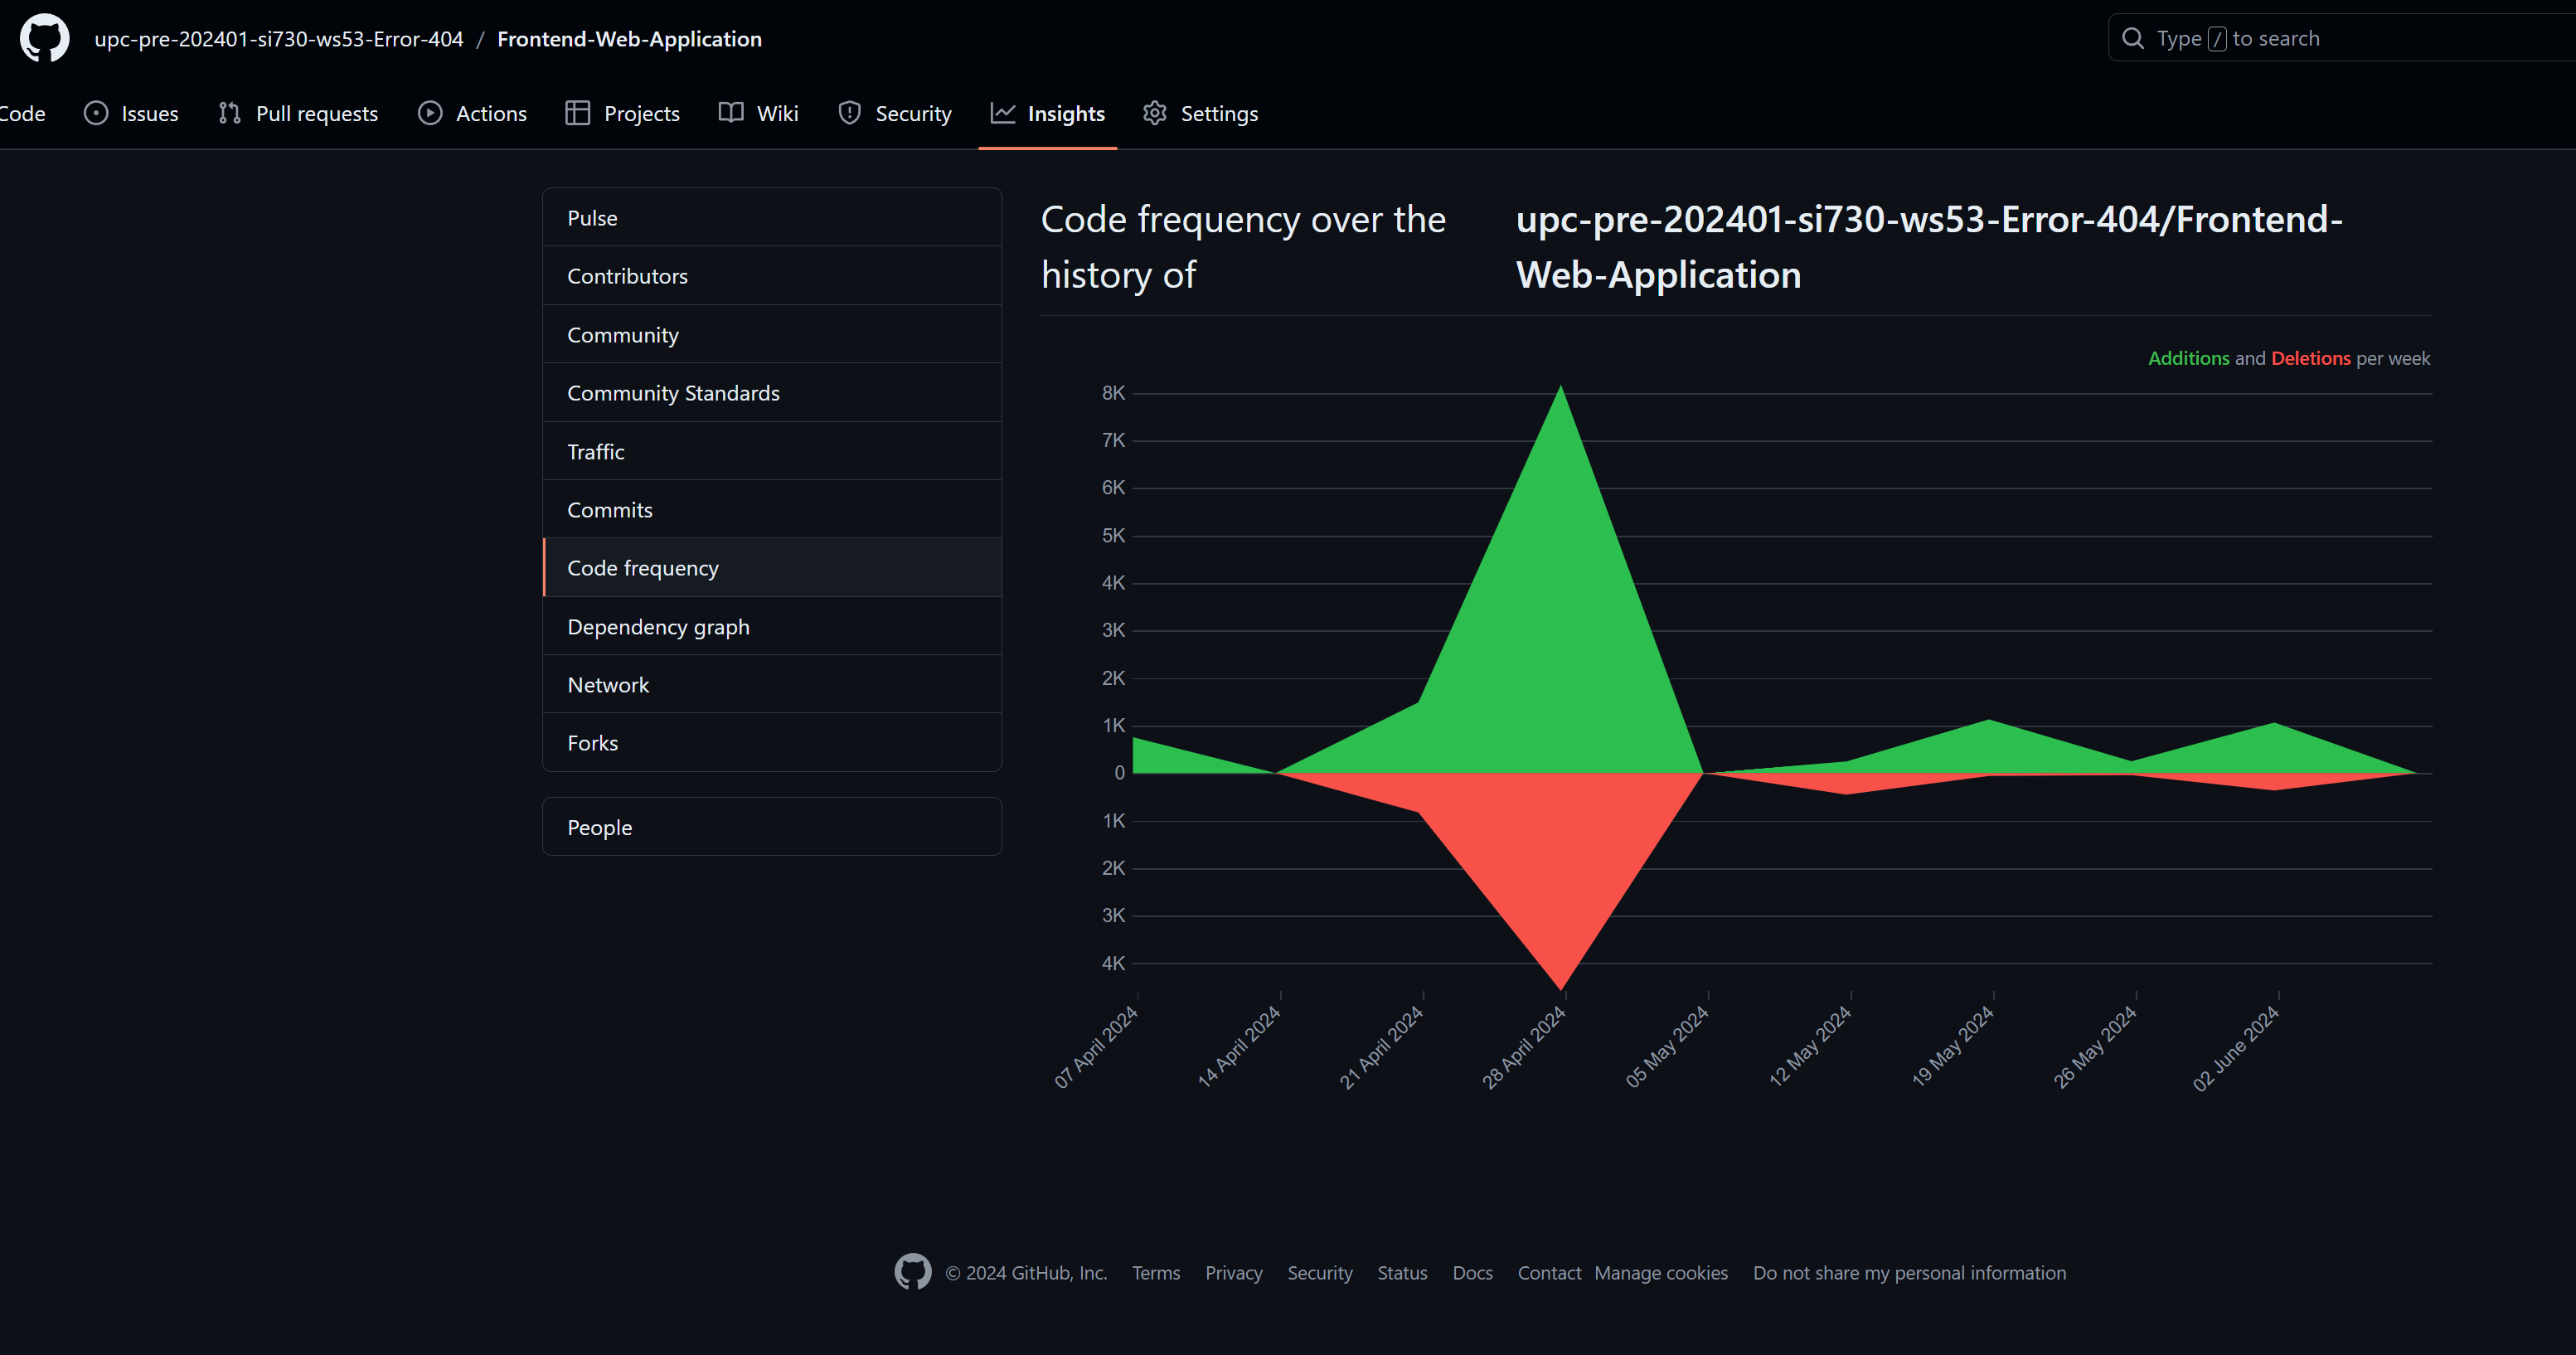 upc-pre-202401-si730-ws53-Error-404 / Frontend-Web-Application
Type / to search
Code Issues Pull requests Actions Projects Wiki Security Insights Settings
Pulse
Contributors
Community
Community Standards
Traffic
Commits
Code frequency
Dependency graph
Network
Forks
People
Code frequency over the
history of
upc-pre-202401-si730-ws53-Error-404/Frontend-
Web-Application
Additions and Deletions per week
8K
7K
6K
5K
4K
3K
2K
1K
0
1K
2K
3K
4K
07 April 2024
14 April 2024
21 April 2024
28 April 2024
05 May 2024
12 May 2024
19 May 2024
26 May 2024
02 June 2024
© 2024 GitHub, Inc. Terms Privacy Security Status Docs Contact Manage cookies Do not share my personal information